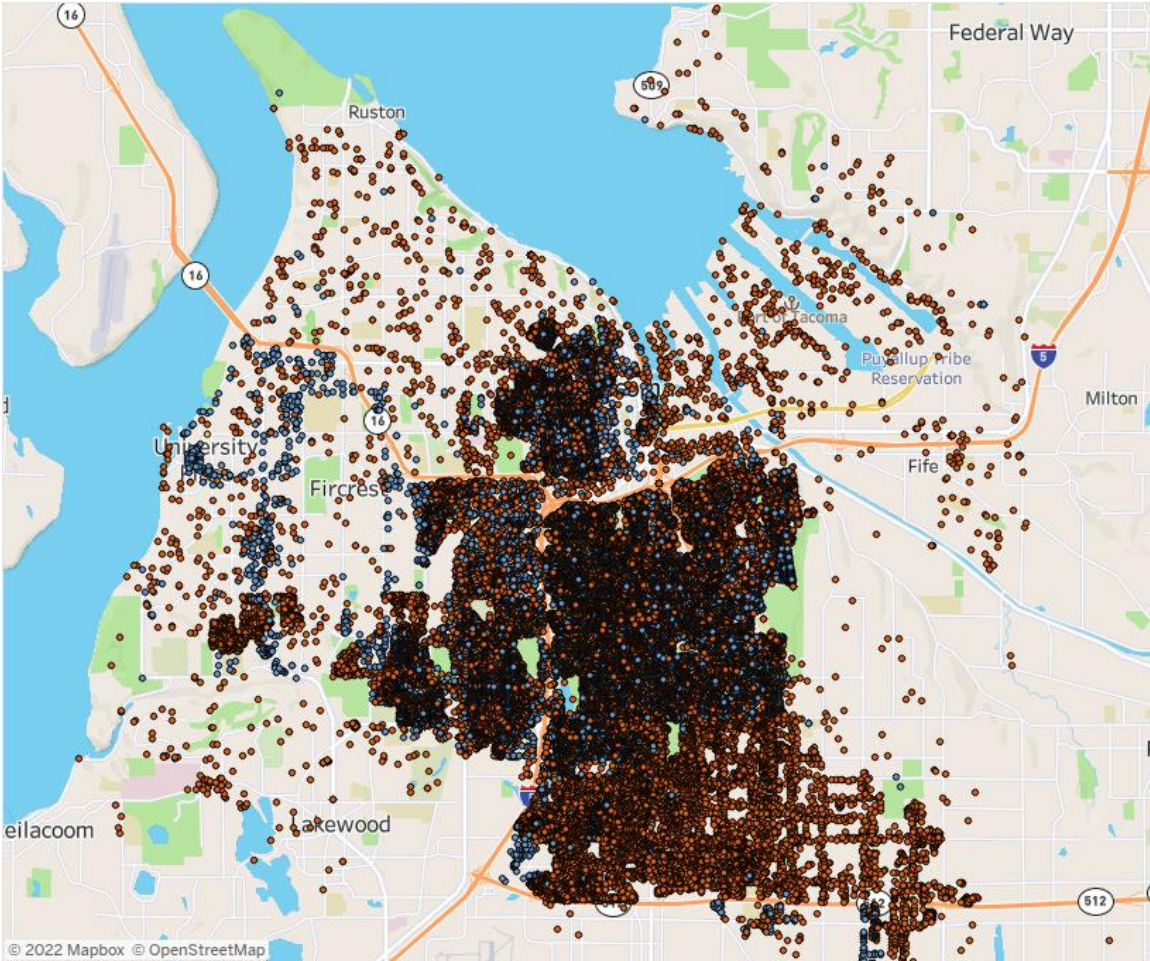 16
Federal Way
509
Ruston
16
Port of Tacoma
5
Puyallup Tribe
Reservation
Milton
16
University
Fife
Fircrest
eilacoom
Lakewood
512
© 2022 Mapbox © OpenStreetMap